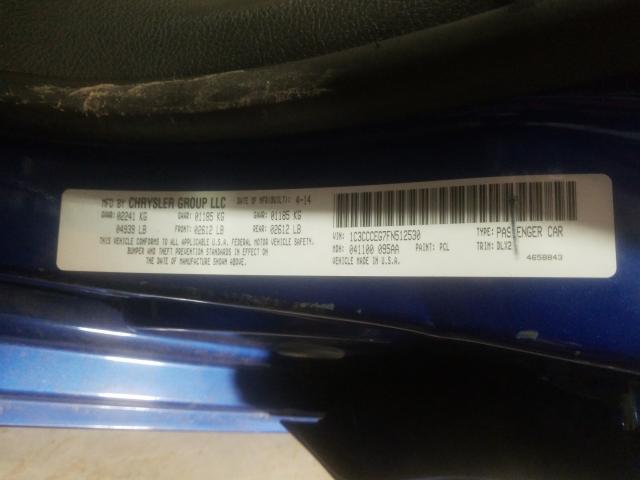 MFD BY CHRYSLER GROUP LLC DATE OF MFR(BUILT): 4-14
GVWR: 02241 KG GAWR: 01185 KG GAWR: 01185 KG
04939 LB FRONT: 02612 LB REAR: 02612 LB
THIS VEHICLE CONFORMS TO ALL APPLICABLE U.S.A. FEDERAL MOTOR VEHICLE SAFETY,
BUMPER AND THEFT PREVENTION STANDARDS IN EFFECT ON
THE DATE OF MANUFACTURE SHOWN ABOVE.
VIN: 1C3CCCEG7FN512530 TYPE: PASSENGER CAR
MDH: 041100 095AA PAINT: PCL TRIM: DLX2
VEHICLE MADE IN U.S.A. 4658843